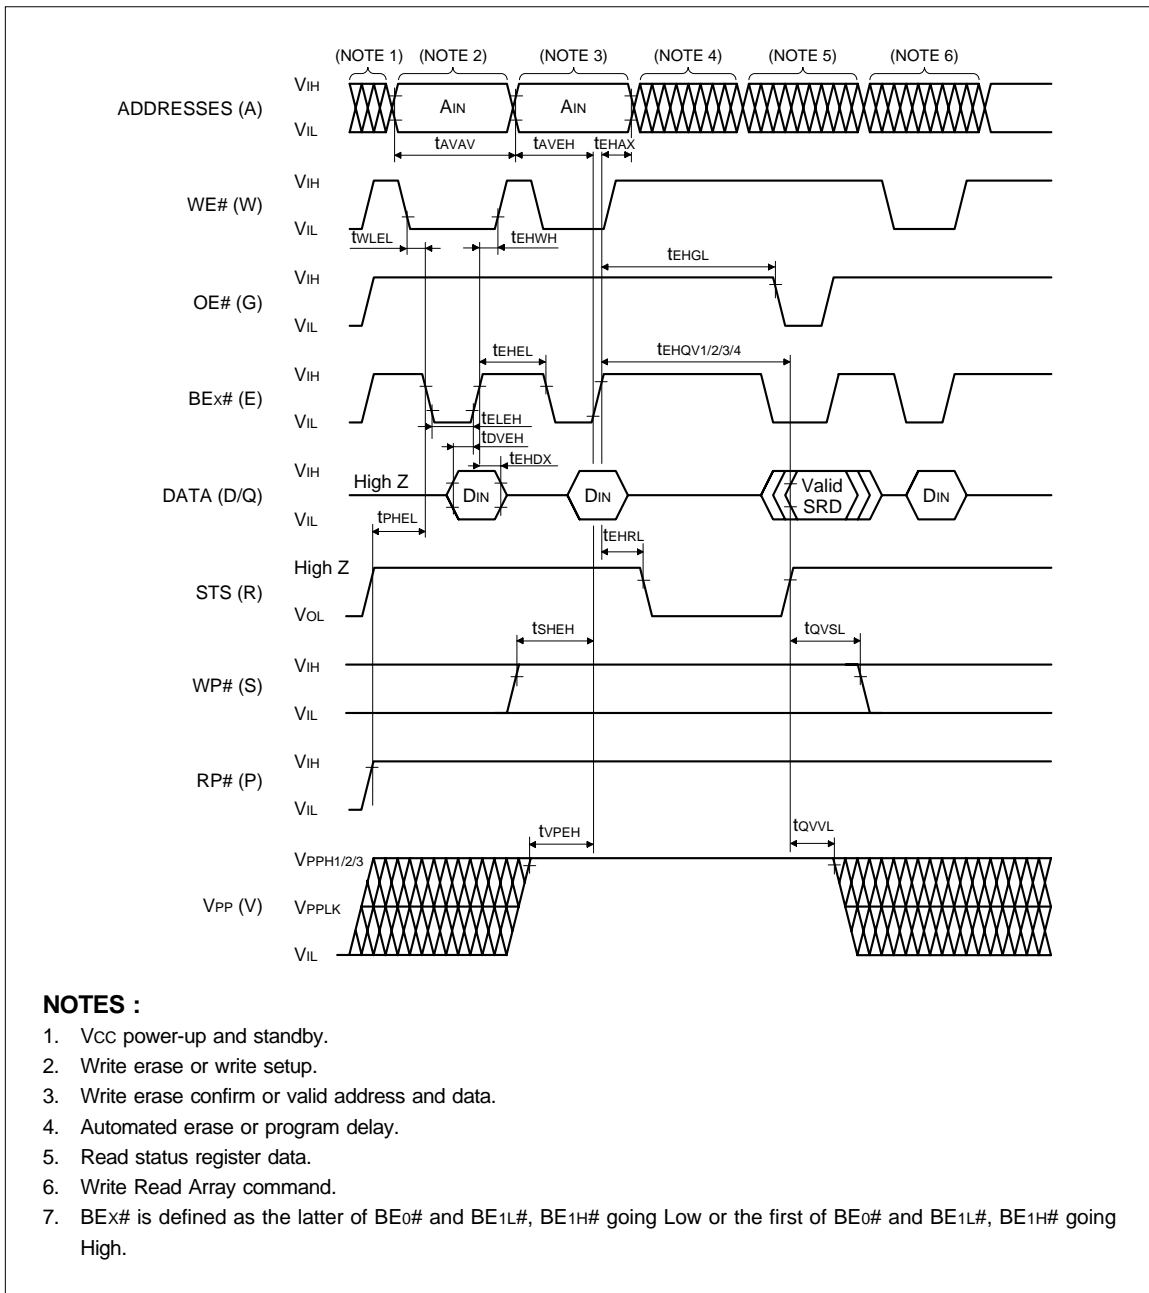 (NOTE 1) (NOTE 2) (NOTE 3) (NOTE 4) (NOTE 5) (NOTE 6)
ADDRESSES (A) VIH AIN AIN
VIL
tAVAV tAVEH tEHAX
WE# (W) VIH
VIL
tWLEL tEHWH
tEHGL
OE# (G) VIH
VIL
tEHEL tEHQV1/2/3/4
BEX# (E) VIH
VIL
tELEH
tDVEH
tEHDX
DATA (D/Q) VIH
High Z DIN DIN Valid SRD DIN
VIL
tPHEL
tEHRL
STS (R) High Z
VOL
tSHEH tQVSL
WP# (S) VIH
VIL
RP# (P) VIH
VIL
tVPEH tQVVL
VPP (V) VPPH1/2/3
VPPLK
VIL
NOTES :
1. VCC power-up and standby.
2. Write erase or write setup.
3. Write erase confirm or valid address and data.
4. Automated erase or program delay.
5. Read status register data.
6. Write Read Array command.
7. BEX# is defined as the latter of BE0# and BE1L#, BE1H# going Low or the first of BE0# and BE1L#, BE1H# going
High.